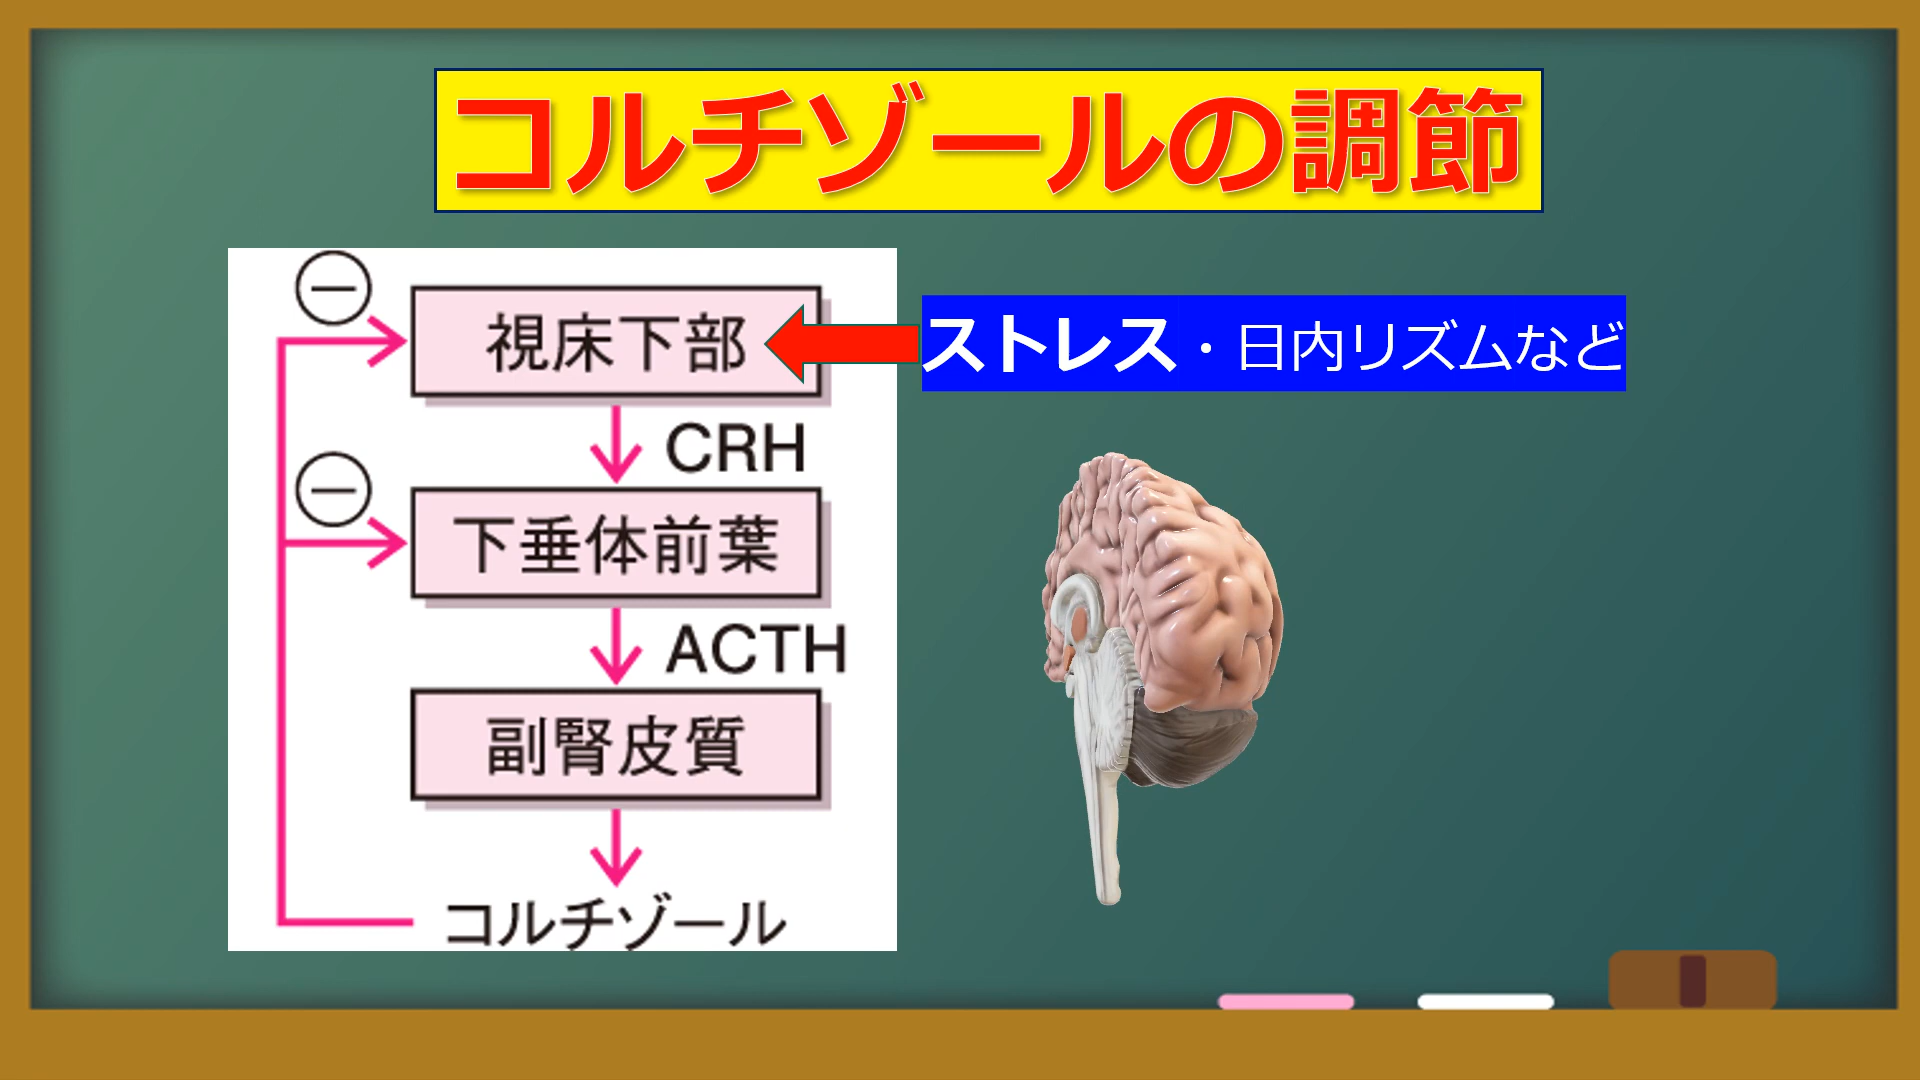 コルチゾールの調節
㊀
視床下部
ストレス・日内リズムなど
CRH
㊀
下垂体前葉
ACTH
副腎皮質
コルチゾール